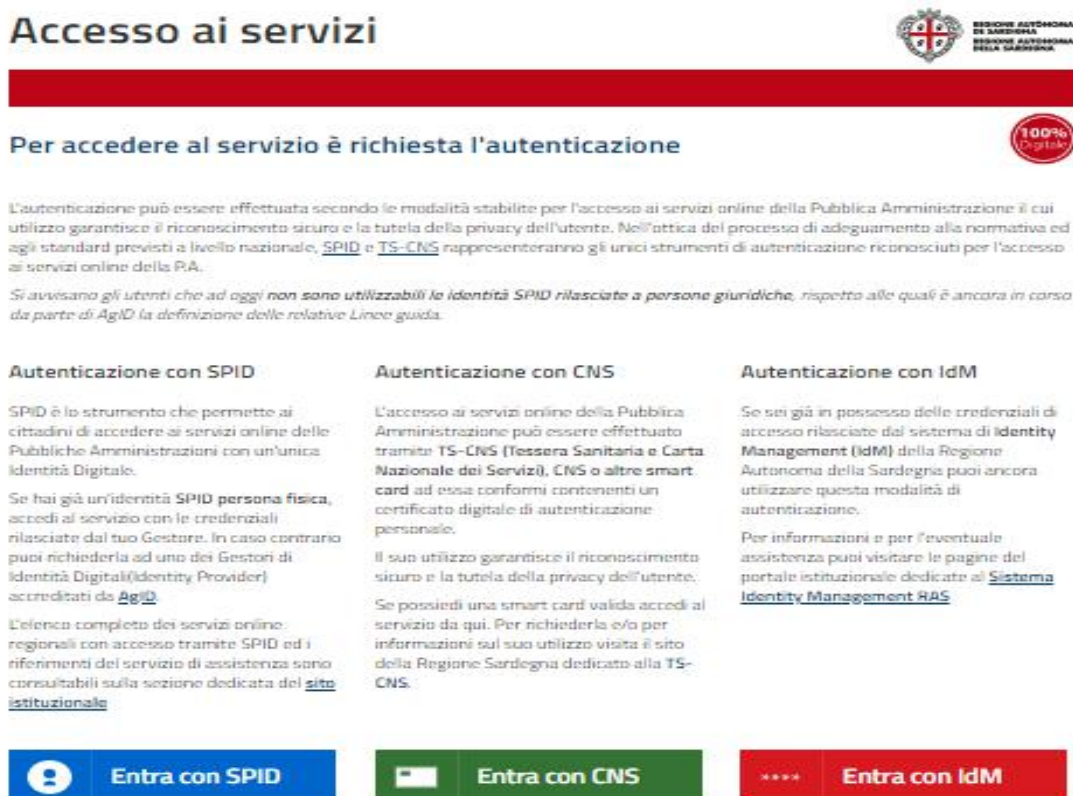 Accesso ai servizi
REGIONE AUTÒNOMA
DE SARDIGNA
REGIONE AUTONOMA
DELLA SARDEGNA
Per accedere al servizio è richiesta l'autenticazione
100%
Digitale
L'autenticazione può essere effettuata secondo le modalità stabilite per l'accesso ai servizi online della Pubblica Amministrazione il cui
utilizzo garantisce il riconoscimento sicuro e la tutela della privacy dell'utente. Nell'ottica del processo di adeguamento alla normativa ed
agli standard previsti a livello nazionale, SPID e TS-CNS rappresenteranno gli unici strumenti di autenticazione riconosciuti per l'accesso
ai servizi online della P.A.
Si avvisano gli utenti che ad oggi non sono utilizzabili le identità SPID rilasciate a persone giuridiche, rispetto alle quali è ancora in corso
da parte di AgID la definizione delle relative Linee guida.
Autenticazione con SPID
SPID è lo strumento che permette ai
cittadini di accedere ai servizi online delle
Pubbliche Amministrazioni con un'unica
Identità Digitale.
Se hai già un'identità SPID persona fisica,
accedi al servizio con le credenziali
rilasciate dal tuo Gestore. In caso contrario
puoi richiederla ad uno dei Gestori di
Identità Digitali(Identity Provider)
accreditati da AgID.
L'elenco completo dei servizi online
regionali con accesso tramite SPID ed i
riferimenti del servizio di assistenza sono
consultabili sulla sezione dedicata del sito
istituzionale
Entra con SPID
Autenticazione con CNS
L'accesso ai servizi online della Pubblica
Amministrazione può essere effettuato
tramite TS-CNS (Tessera Sanitaria e Carta
Nazionale dei Servizi), CNS o altre smart
card ad essa conformi contenenti un
certificato digitale di autenticazione
personale.
Il suo utilizzo garantisce il riconoscimento
sicuro e la tutela della privacy dell'utente.
Se possiedi una smart card valida accedi al
servizio da qui. Per richiederla e/o per
informazioni sul suo utilizzo visita il sito
della Regione Sardegna dedicato alla TS-
CNS.
Entra con CNS
Autenticazione con IdM
Se sei già in possesso delle credenziali di
accesso rilasciate dal sistema di Identity
Management (IdM) della Regione
Autonoma della Sardegna puoi ancora
utilizzare questa modalità di
autenticazione.
Per informazioni e per l'eventuale
assistenza puoi visitare le pagine del
portale istituzionale dedicate al Sistema
Identity Management RAS
Entra con IdM